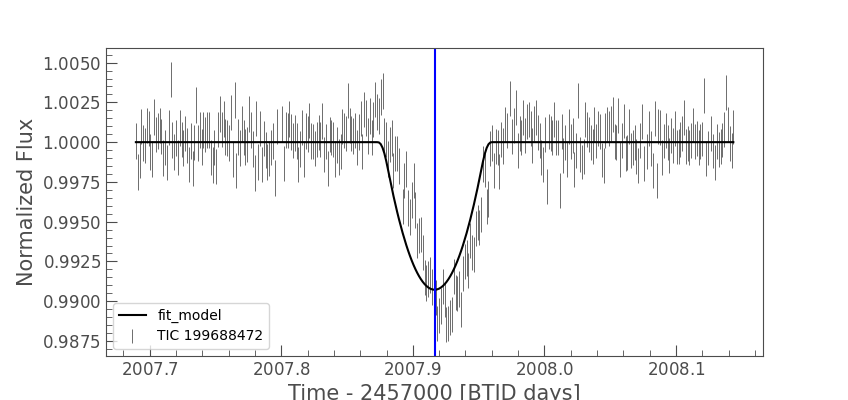 1.0050
1.0025
1.0000
0.9975
0.9950
0.9925
0.9900
0.9875
Normalized Flux
fit_model
TIC 199688472
2007.7 2007.8 2007.9 2008.0 2008.1
Time - 2457000 [BTJD days]